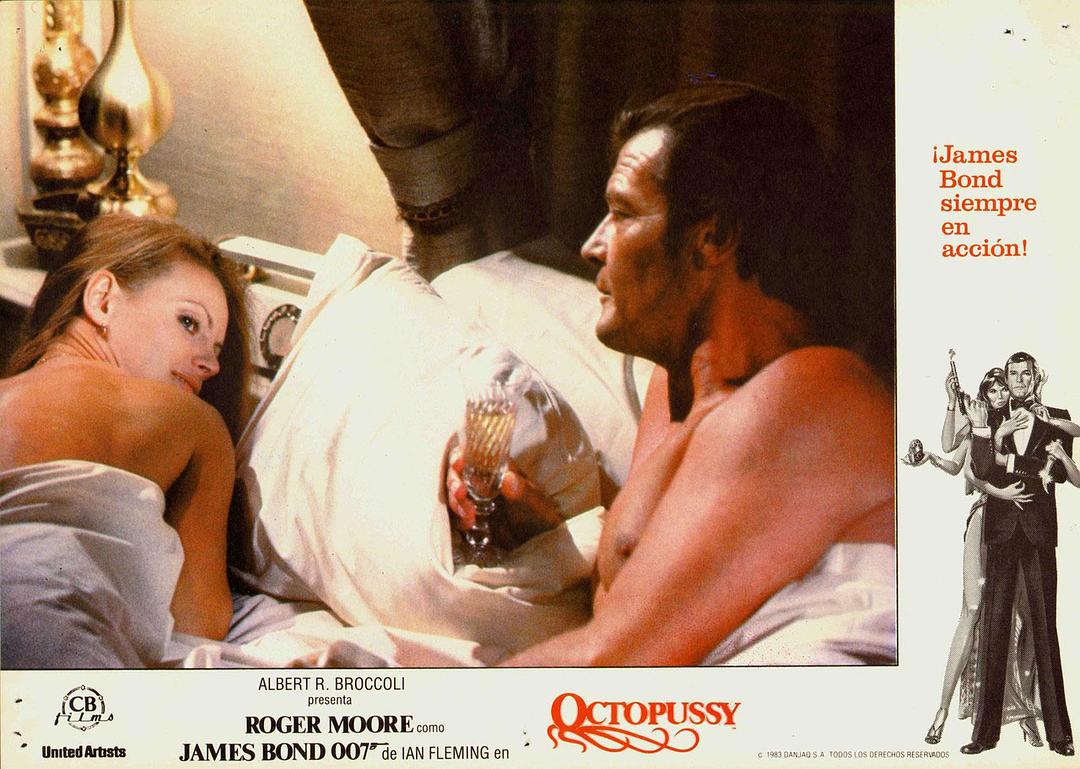 ¡James
Bond
siempre
en
acción!
CB
films
United Artists
ALBERT R. BROCCOLI
presenta
ROGER MOORE como
JAMES BOND 007 de IAN FLEMING en
OCTOPUSSY
c 1983 DANJAQ S A TODOS LOS DERECHOS RESERVADOS